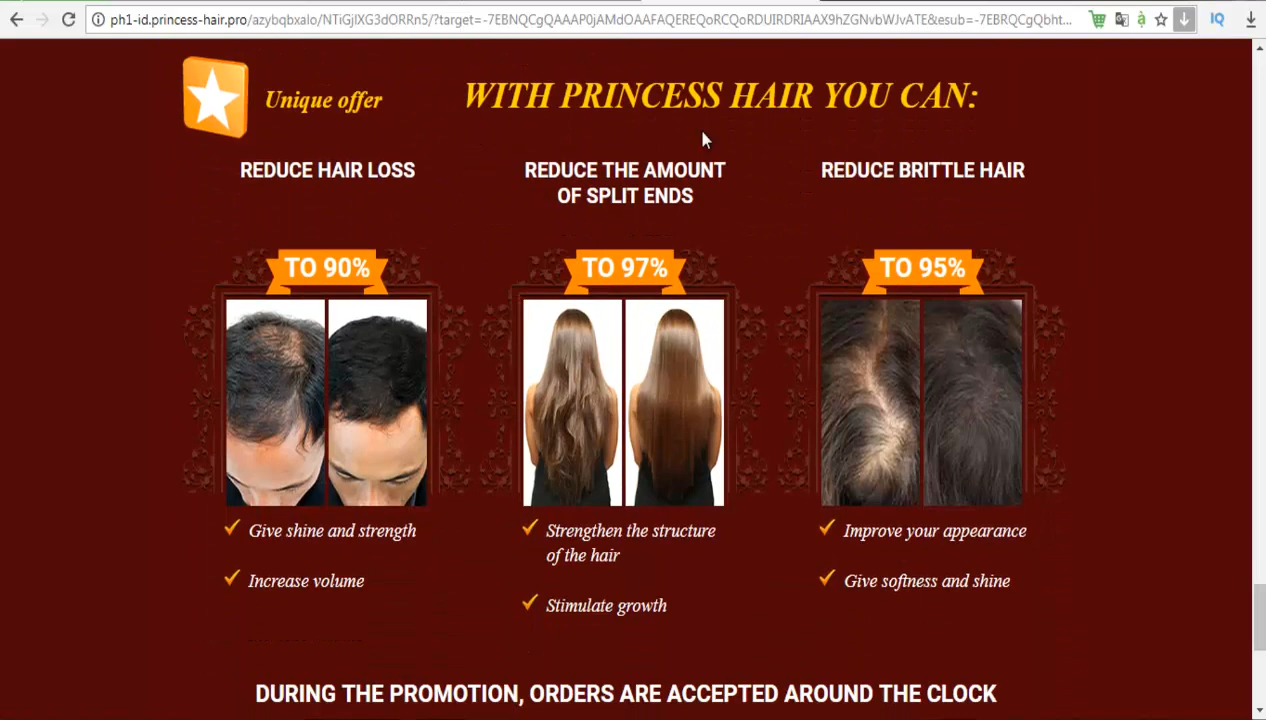 ph1-id.princess-hair.pro/azybqbxalo/NTiGjIXG3dORRn5/?target=-7EBNQCgQAAAP0jAMdOAAFAQEREQoRCQoRDUIRDRIAAX9hZGNvbWJvATE&esub=-7EBRQCgQbht...
IQ
Unique offer
WITH PRINCESS HAIR YOU CAN:
REDUCE HAIR LOSS
REDUCE THE AMOUNT
OF SPLIT ENDS
REDUCE BRITTLE HAIR
TO 90%
TO 97%
TO 95%
Give shine and strength
Increase volume
Strengthen the structure
of the hair
Stimulate growth
Improve your appearance
Give softness and shine
DURING THE PROMOTION, ORDERS ARE ACCEPTED AROUND THE CLOCK